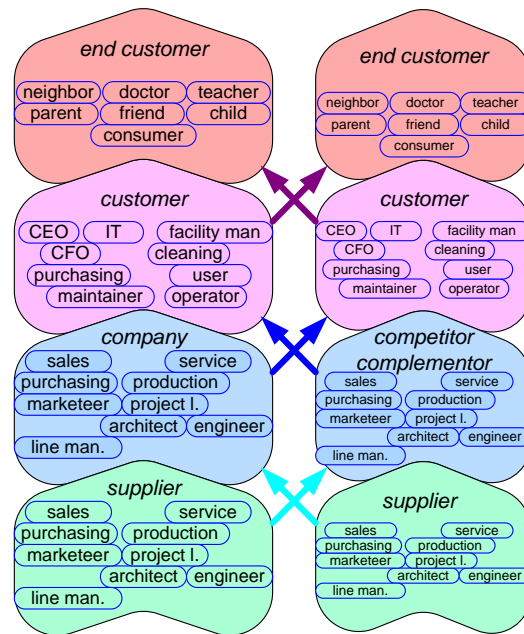 end customer
neighbor doctor teacher
parent friend child
consumer
customer
CEO IT facility man
CFO cleaning
purchasing user
maintainer operator
company
sales service
purchasing production
marketeer project l.
architect engineer
line man.
supplier
sales service
purchasing production
marketeer project l.
architect engineer
line man.
end customer
neighbor doctor teacher
parent friend child
consumer
customer
CEO IT facility man
CFO cleaning
purchasing user
maintainer operator
competitor
complementor
sales service
purchasing production
marketeer project l.
architect engineer
line man.
supplier
sales service
purchasing production
marketeer project l.
architect engineer
line man.